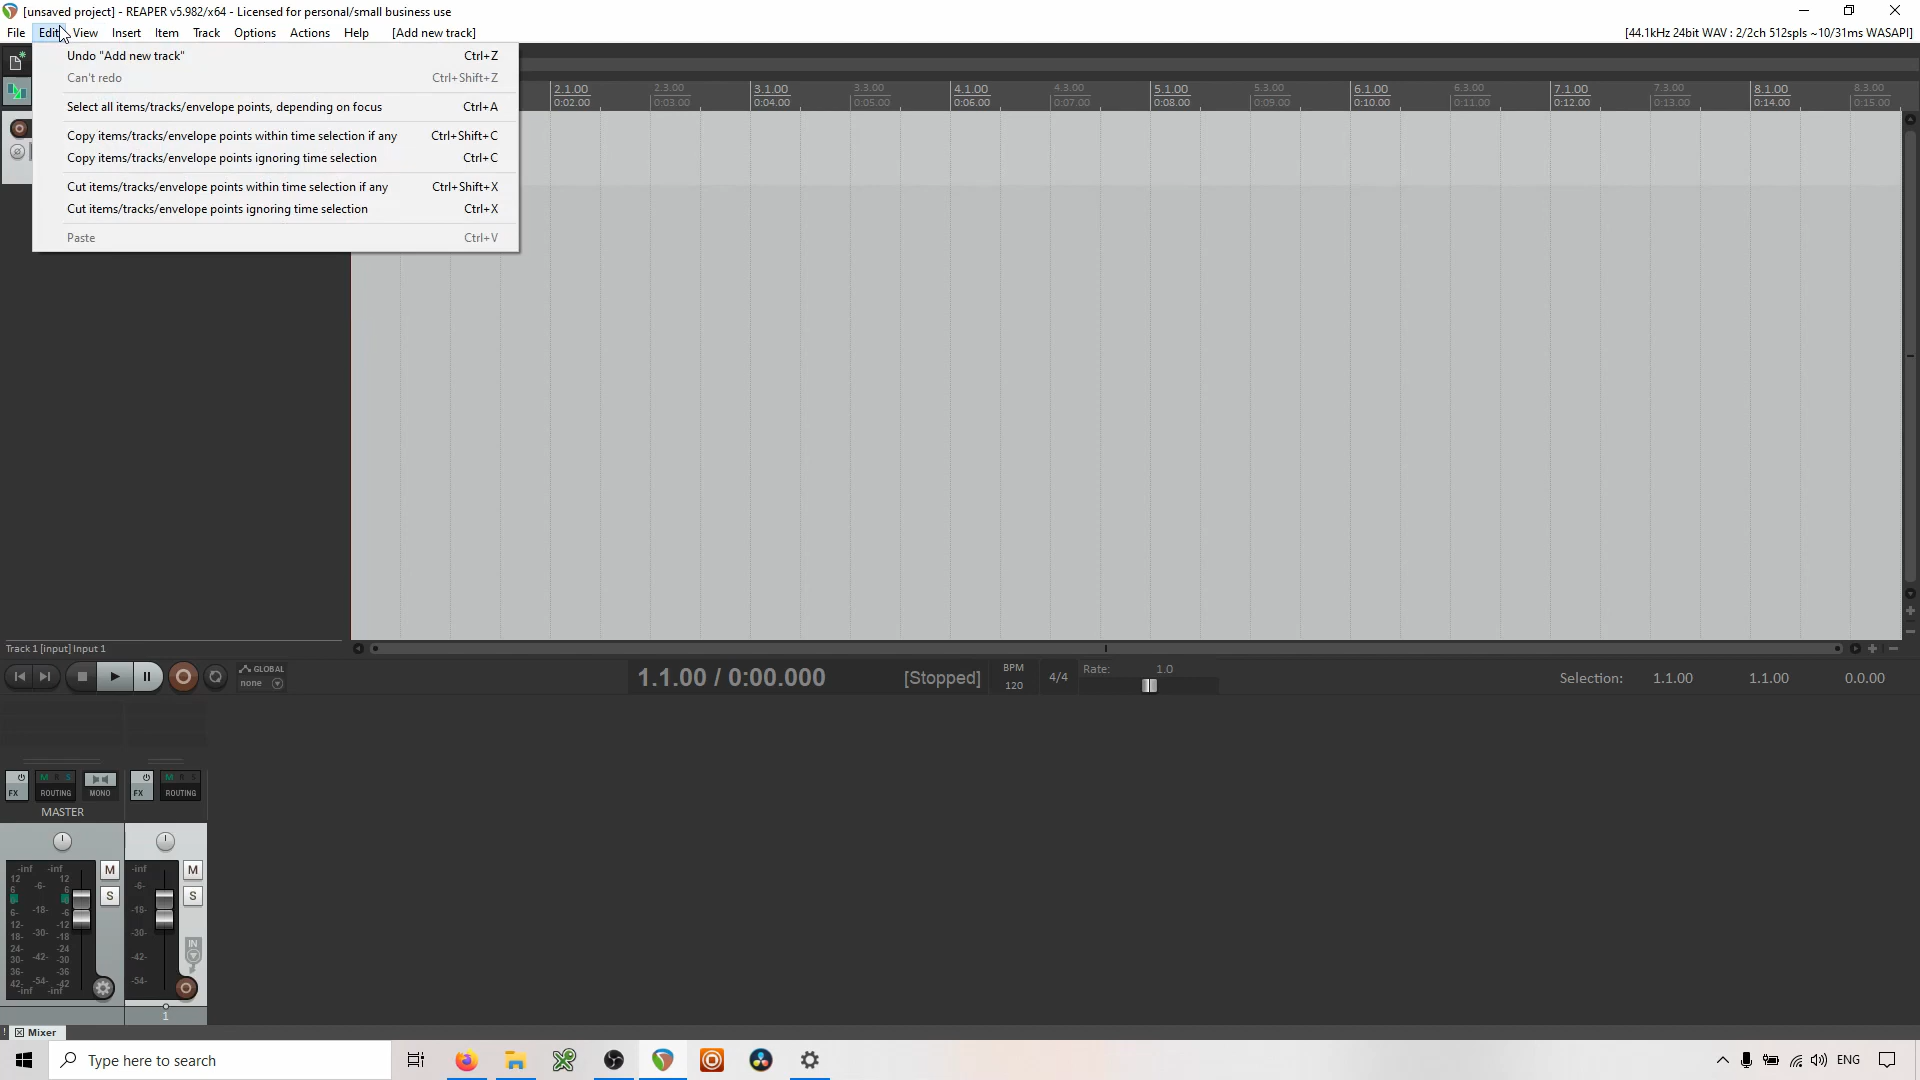 [unsaved project] - REAPER v5.982/x64 - Licensed for personal/small business use
File Edit View Insert Item Track Options Actions Help [Add new track]
[44.1kHz 24bit WAV : 2/2ch 512spls ~10/31ms WASAPI]
Undo "Add new track" Ctrl+Z
Can't redo Ctrl+Shift+Z
Select all items/tracks/envelope points, depending on focus Ctrl+A
Copy items/tracks/envelope points within time selection if any Ctrl+Shift+C
Copy items/tracks/envelope points ignoring time selection Ctrl+C
Cut items/tracks/envelope points within time selection if any Ctrl+Shift+X
Cut items/tracks/envelope points ignoring time selection Ctrl+X
Paste Ctrl+V
2.1.00 2.3.00 3.1.00 3.3.00 4.1.00 4.3.00 5.1.00 5.3.00 6.1.00 6.3.00 7.1.00 7.3.00 8.1.00 8.3.00
0:02.00 0:03.00 0:04.00 0:05.00 0:06.00 0:07.00 0:08.00 0:09.00 0:10.00 0:11.00 0:12.00 0:13.00 0:14.00 0:15.00
Track 1 [input] Input 1
GLOBAL
none
1.1.00 / 0:00.000
[Stopped]
BPM
120
4/4
Rate: 1.0
Selection: 1.1.00 1.1.00 0.0.00
FX
M R S
ROUTING
MONO
FX
M R S
ROUTING
MASTER
-inf -inf
12 12
6 -6- 6
6- -18- -6
12- -12
18- -30- -18
24- -24
30- -42- -30
36- -36
42- -54- -42
-inf -inf
M
S
-inf
-6-
-18-
-30-
-42-
-54-
M
S
IN
1
Mixer
Type here to search
ENG